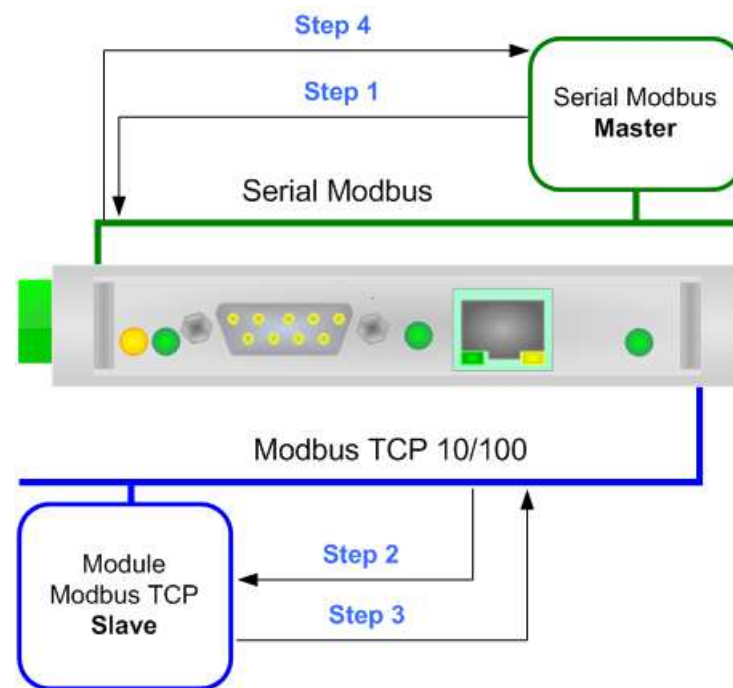 Step 4
Step 1
Serial Modbus
Master
Serial Modbus
Modbus TCP 10/100
Step 2
Module
Modbus TCP
Slave
Step 3